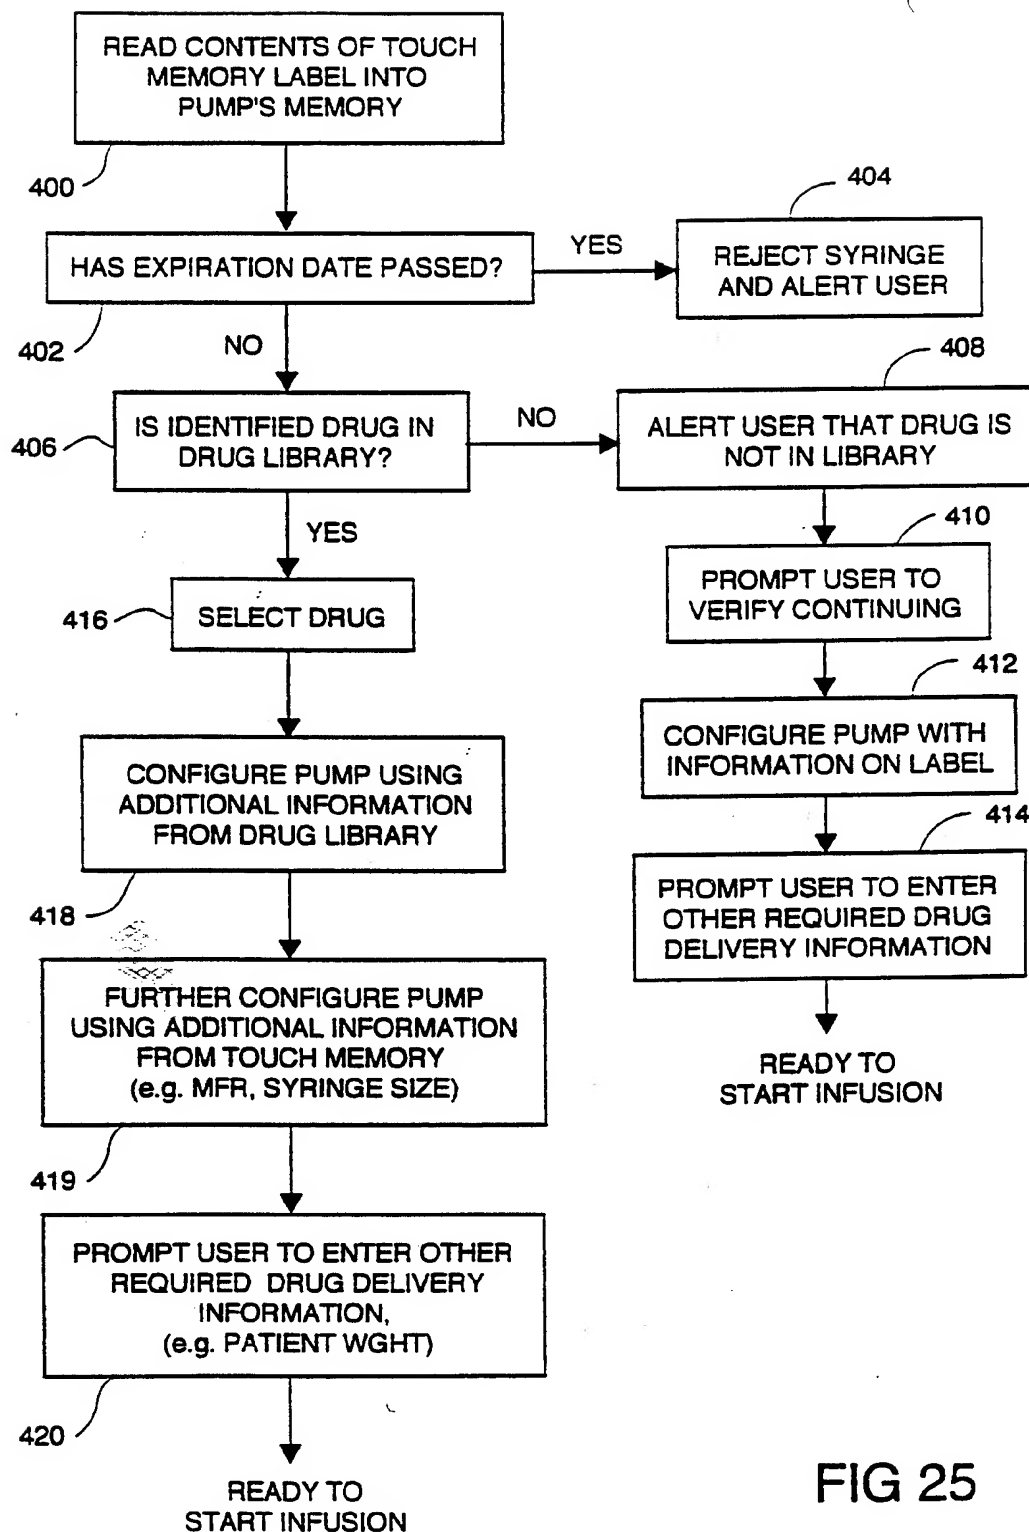 READ CONTENTS OF TOUCH
MEMORY LABEL INTO
PUMP'S MEMORY
400
404
HAS EXPIRATION DATE PASSED?
YES
REJECT SYRINGE
AND ALERT USER
402
NO
408
406
IS IDENTIFIED DRUG IN
DRUG LIBRARY?
NO
ALERT USER THAT DRUG IS
NOT IN LIBRARY
YES
410
416
SELECT DRUG
PROMPT USER TO
VERIFY CONTINUING
412
CONFIGURE PUMP WITH
INFORMATION ON LABEL
CONFIGURE PUMP USING
ADDITIONAL INFORMATION
FROM DRUG LIBRARY
414
418
PROMPT USER TO ENTER
OTHER REQUIRED DRUG
DELIVERY INFORMATION
FURTHER CONFIGURE PUMP
USING ADDITIONAL INFORMATION
FROM TOUCH MEMORY
(e.g. MFR, SYRINGE SIZE)
READY TO
START INFUSION
419
PROMPT USER TO ENTER OTHER
REQUIRED DRUG DELIVERY
INFORMATION,
(e.g. PATIENT WGHT)
420
READY TO
START INFUSION
FIG 25